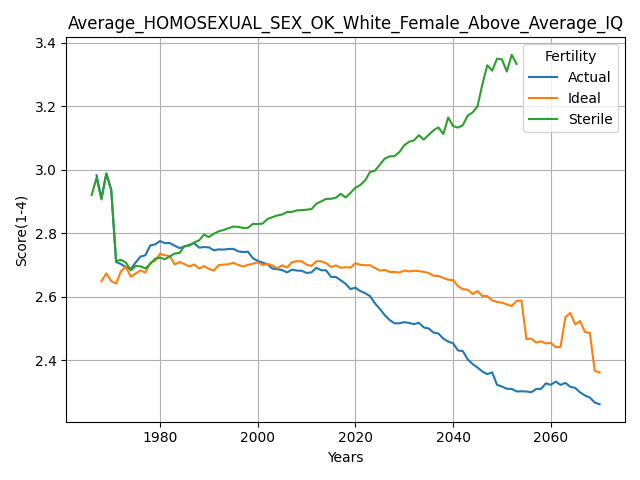 Average_HOMOSEXUAL_SEX_OK_White_Female_Above_Average_IQ
Fertility
Actual
Ideal
Sterile
Score(1-4)
3.4
3.2
3.0
2.8
2.6
2.4
1980 2000 2020 2040 2060
Years